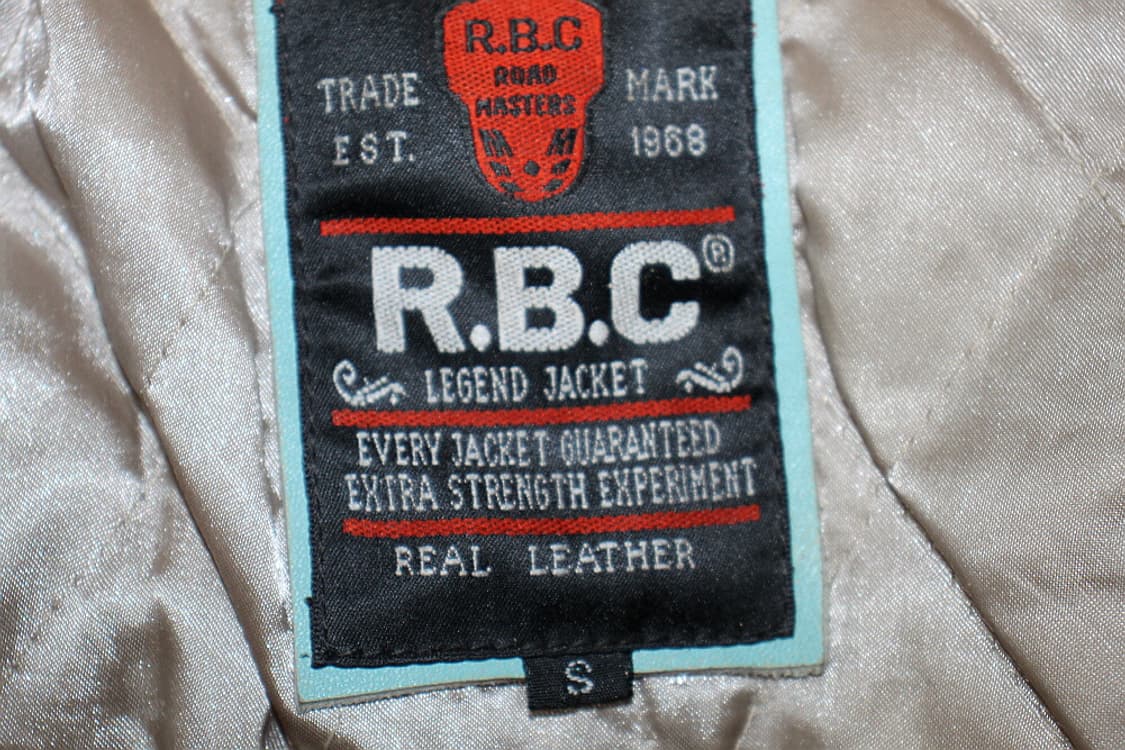 R.B.C
ROAD
MASTERS
TRADE MARK
EST. 1968
R.B.C®
LEGEND JACKET
EVERY JACKET GUARANTEED
EXTRA STRENGTH EXPERIMENT
REAL LEATHER
S